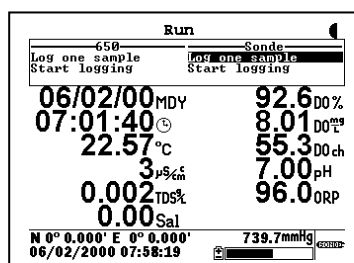 Run
650 Sonde
Log one sample Log one sample
Start logging Start logging
06/02/00 MDY 92.6 DO %
07:01:40 8.01 DO mg/L
22.57 °C 55.3 DO ch
3 µS/cm c 7.00 pH
0.002 TDS g/L 96.0 ORP
0.00 Sal
N 0° 0.000' E 0° 0.000' 739.7mmHg
06/02/2000 07:58:19 SONDE